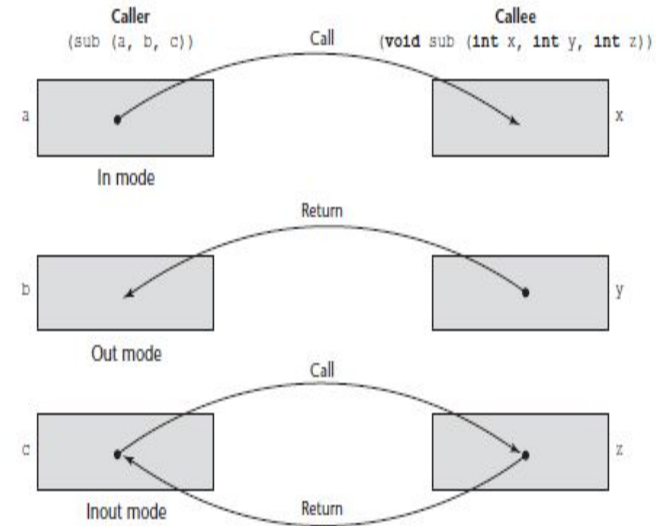 Caller
Callee
(sub (a, b, c))
Call
(void sub (int x, int y, int z))
a
x
In mode
Return
b
y
Out mode
Call
c
z
Inout mode
Return